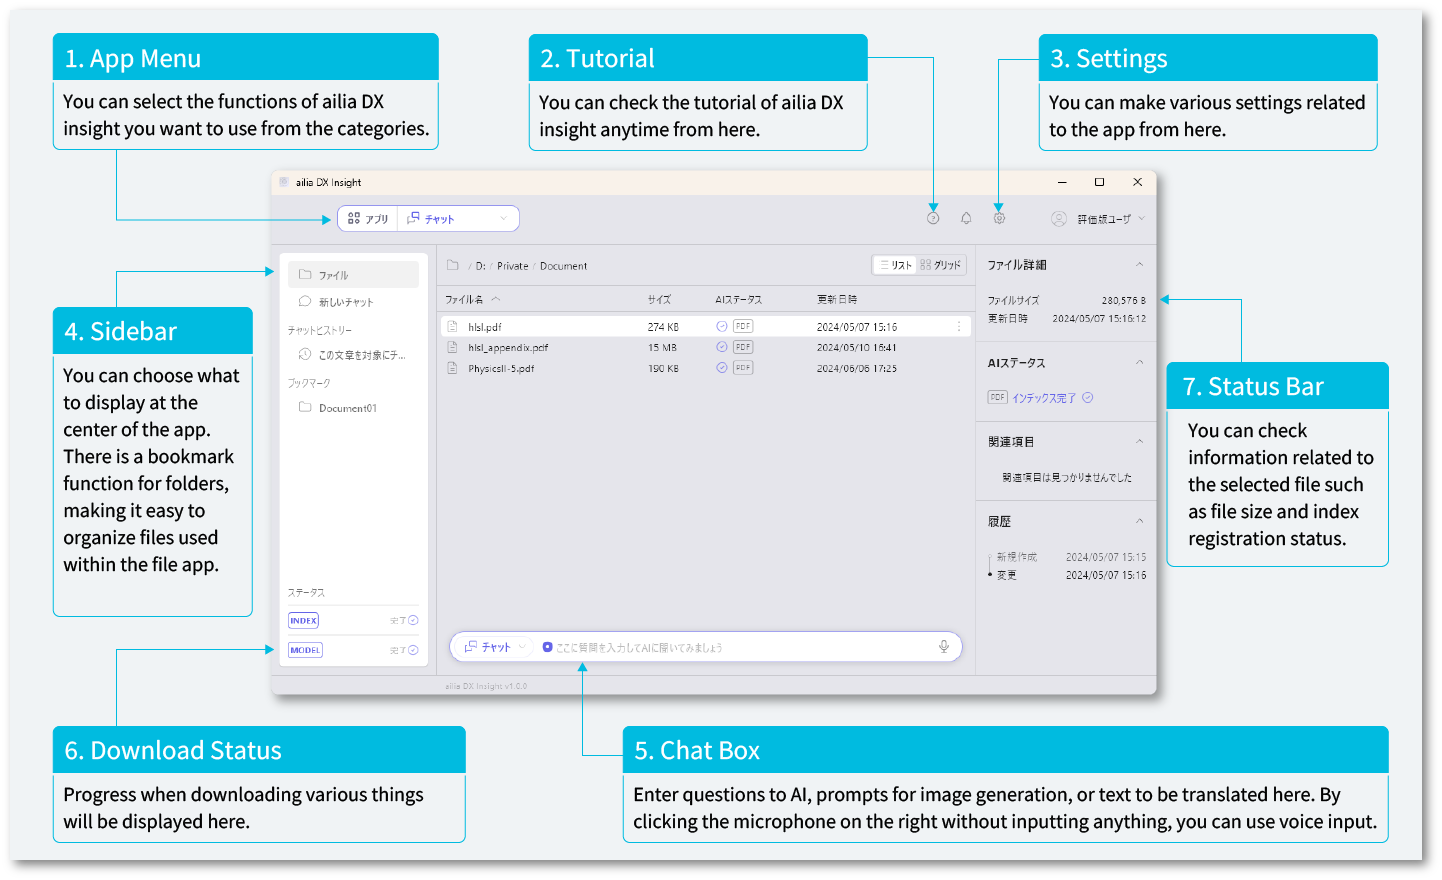 1. App Menu
You can select the functions of ailia DX
insight you want to use from the categories.
2. Tutorial
You can check the tutorial of ailia DX
insight anytime from here.
3. Settings
You can make various settings related
to the app from here.
ailia DX Insight
アプリ チャット
評価版ユーザ
ファイル
新しいチャット
チャットヒストリー
この文章を対象にチ...
ブックマーク
Document01
ステータス
INDEX 完了
MODEL 完了
/ D: / Private / Document
リスト グリッド
ファイル名 サイズ AIステータス 更新日時
hlsl.pdf 274 KB PDF 2024/05/07 15:16
hlsl_appendix.pdf 15 MB PDF 2024/05/10 16:41
PhysicsII-5.pdf 190 KB PDF 2024/06/06 17:25
チャット ここに質問を入力してAIに聞いてみましょう
ailia DX Insight v1.0.0
ファイル詳細
ファイルサイズ 280,576 B
更新日時 2024/05/07 15:16:12
AIステータス
PDF インデックス完了
関連項目
関連項目は見つかりませんでした
履歴
新規作成 2024/05/07 15:15
変更 2024/05/07 15:16
4. Sidebar
You can choose what
to display at the
center of the app.
There is a bookmark
function for folders,
making it easy to
organize files used
within the file app.
7. Status Bar
You can check
information related to
the selected file such
as file size and index
registration status.
6. Download Status
Progress when downloading various things
will be displayed here.
5. Chat Box
Enter questions to AI, prompts for image generation, or text to be translated here. By
clicking the microphone on the right without inputting anything, you can use voice input.